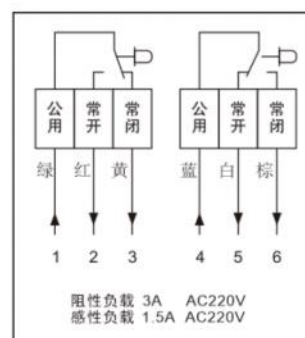 公用 常开 常闭 公用 常开 常闭
绿 红 黄 蓝 白 棕
1 2 3 4 5 6
阻性负载 3A AC220V
感性负载 1.5A AC220V